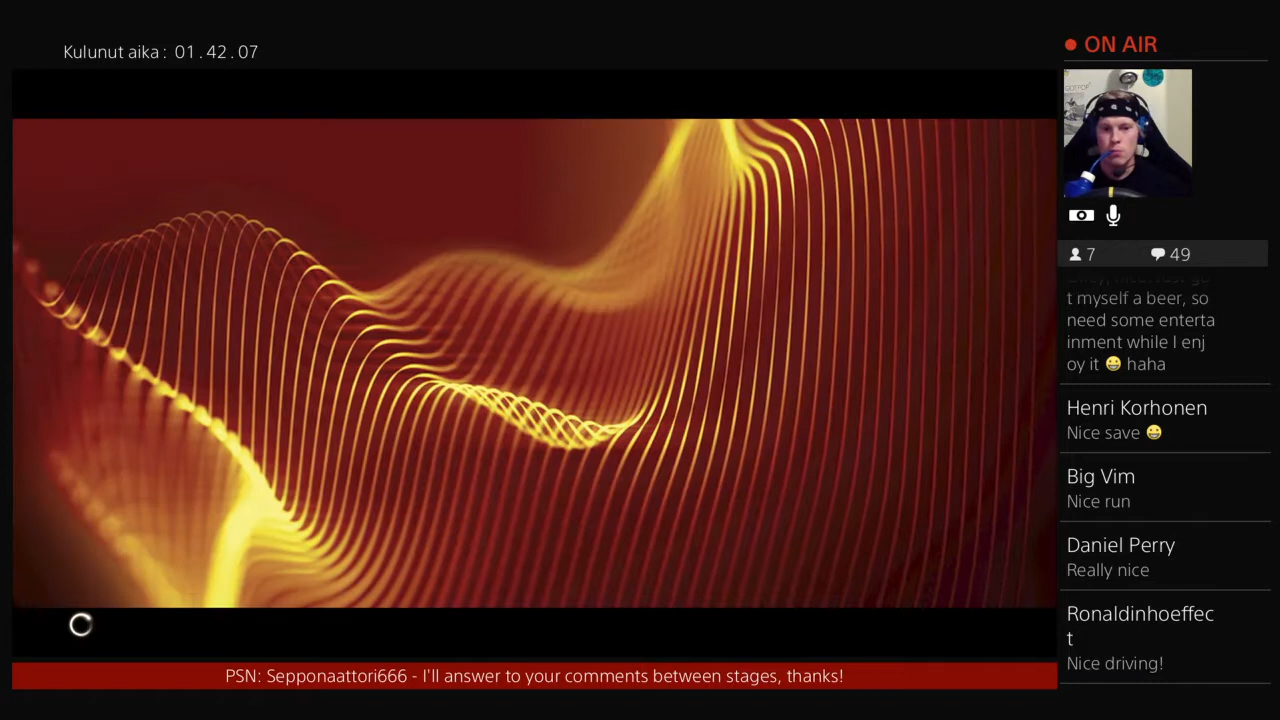 Kulunut aika : 01.42.07
ON AIR
7
49
t myself a beer, so
need some enterta
inment while I enj
oy it 😀 haha
Henri Korhonen
Nice save 😀
Big Vim
Nice run
Daniel Perry
Really nice
Ronaldinhoeffec
t
Nice driving!
PSN: Sepponaattori666 - I'll answer to your comments between stages, thanks!